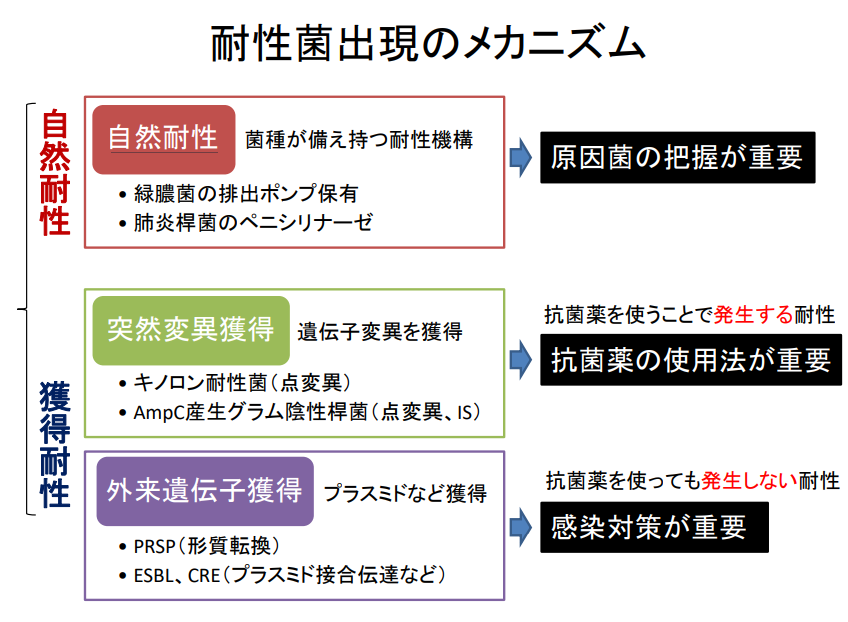 耐性菌出現のメカニズム
自然耐性
自然耐性 菌種が備え持つ耐性機構
• 緑膿菌の排出ポンプ保有
• 肺炎桿菌のペニシリナーゼ
原因菌の把握が重要
獲得耐性
突然変異獲得 遺伝子変異を獲得
• キノロン耐性菌(点変異)
• AmpC産生グラム陰性桿菌(点変異、IS)
抗菌薬を使うことで発生する耐性
抗菌薬の使用法が重要
外来遺伝子獲得 プラスミドなど獲得
• PRSP(形質転換)
• ESBL、CRE(プラスミド接合伝達など)
抗菌薬を使っても発生しない耐性
感染対策が重要